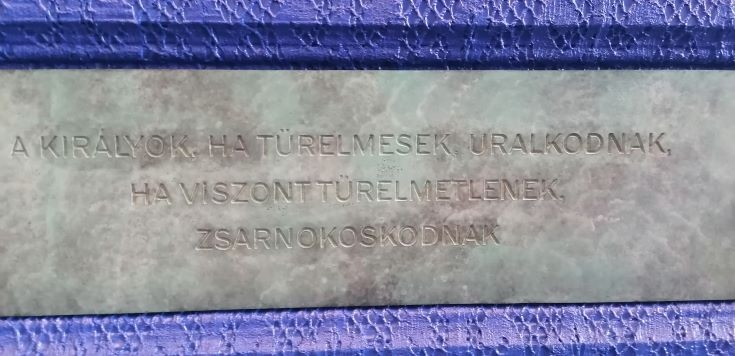 A KIRÁLYOK, HA TÜRELMESEK, URALKODNAK,
HA VISZONT TÜRELMETLENEK,
ZSARNOKOSKODNAK